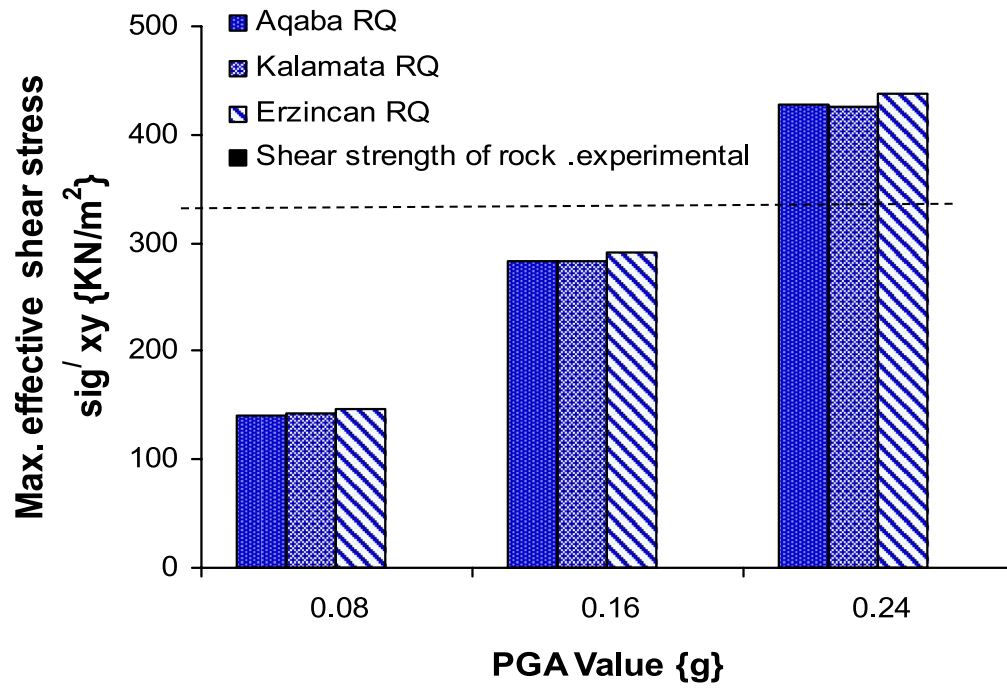 Max. effective shear stress
sig/ xy {KN/m2}
500
400
300
200
100
0
Aqaba RQ
Kalamata RQ
Erzincan RQ
Shear strength of rock .experimental
0.08
0.16
0.24
PGA Value {g}